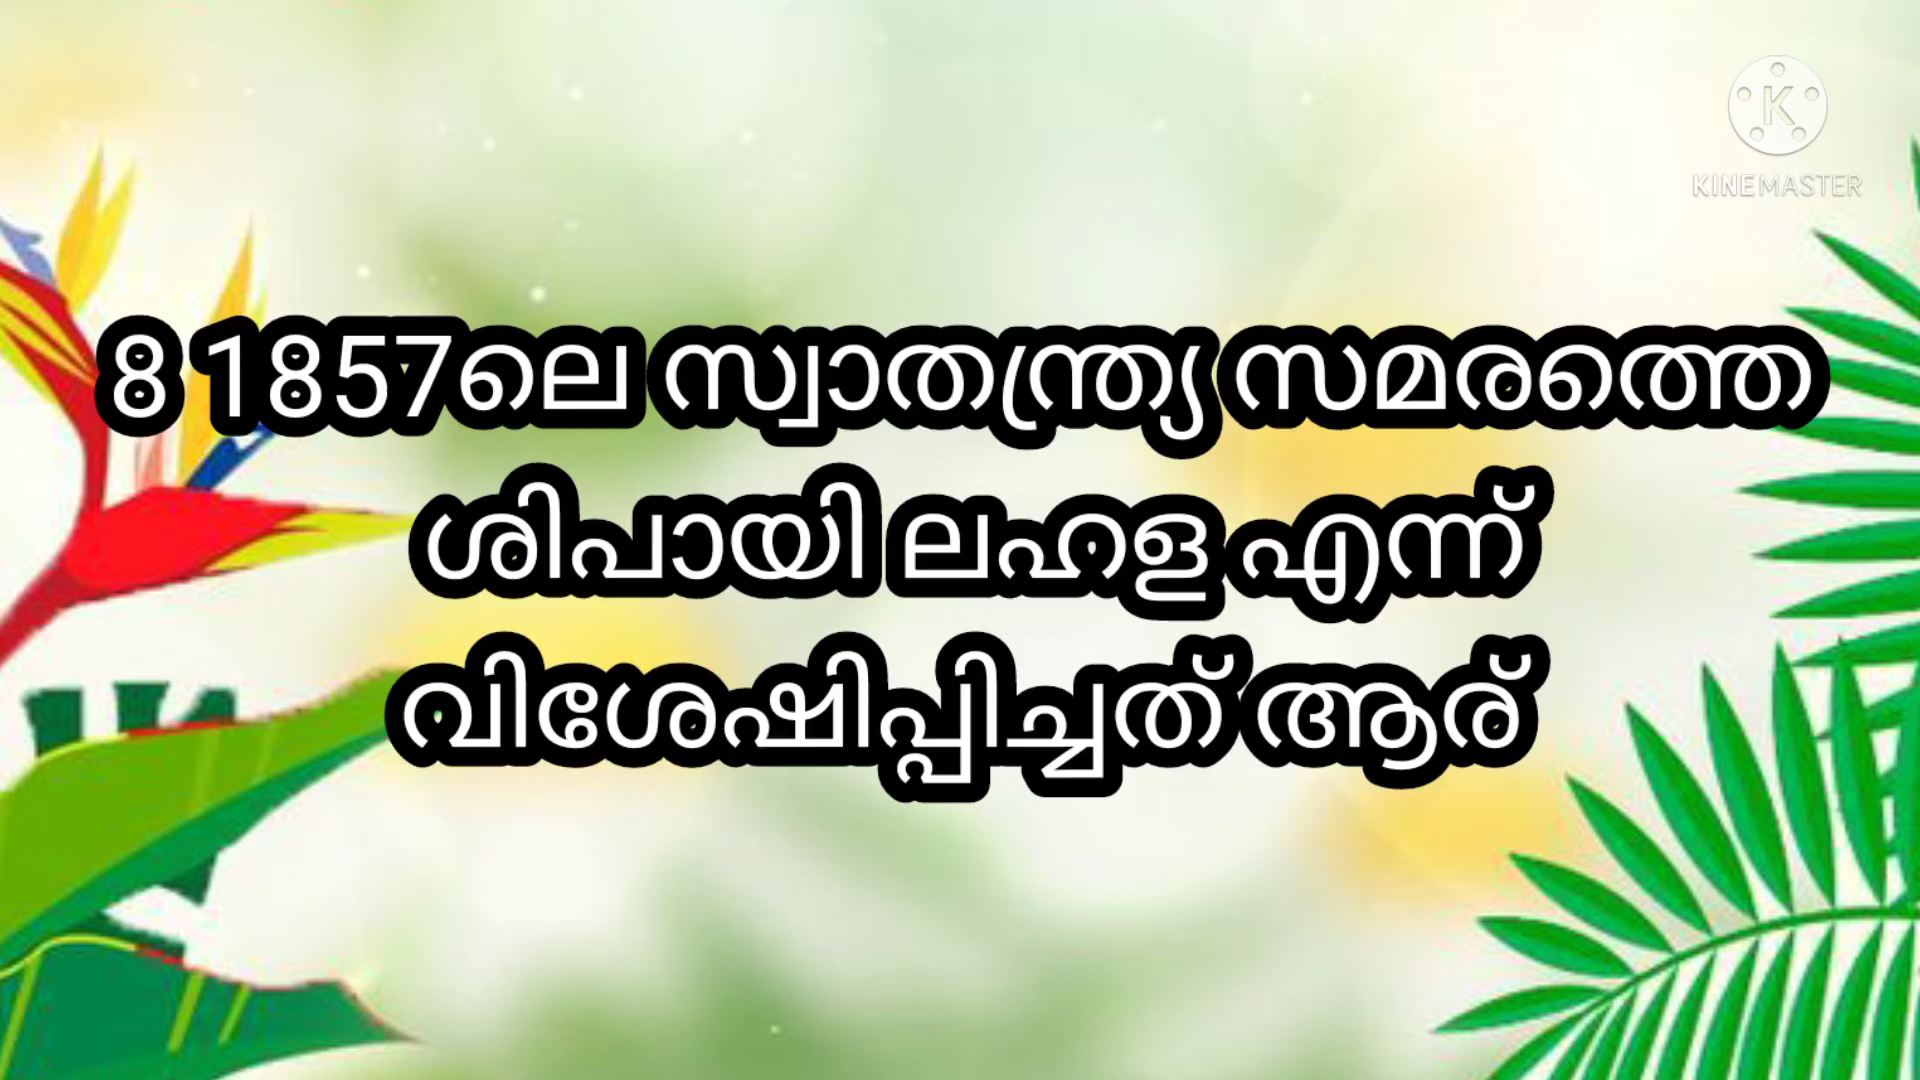 KINEMASTER
8 1857ലെ സ്വാതന്ത്ര്യ സമരത്തെ
ശിപായി ലഹള എന്ന്
വിശേഷിപ്പിച്ചത് ആര്